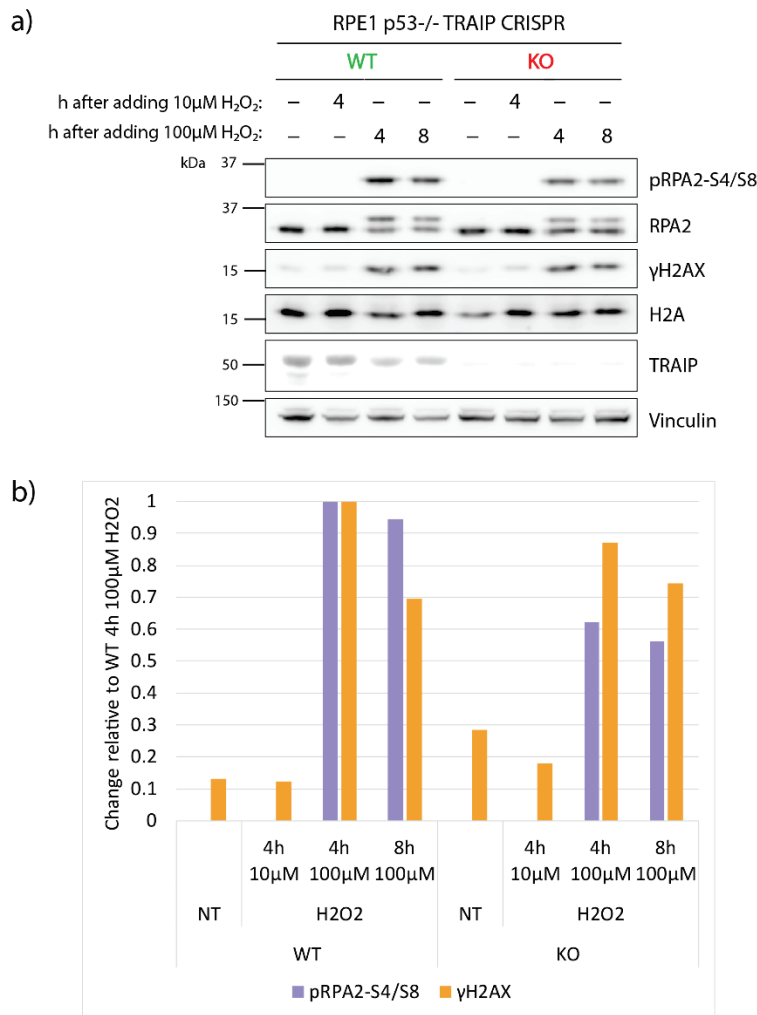 a)
RPE1 p53-/- TRAIP CRISPR
WT KO
h after adding 10µM H₂O₂: – 4 – – – 4 – –
h after adding 100µM H₂O₂: – – 4 8 – – 4 8
kDa 37 pRPA2-S4/S8
37 RPA2
15 γH2AX
15 H2A
50 TRAIP
150 Vinculin
b)
Change relative to WT 4h 100µM H2O2
1
0.9
0.8
0.7
0.6
0.5
0.4
0.3
0.2
0.1
0
4h 4h 8h 4h 4h 8h
10µM 100µM 100µM 10µM 100µM 100µM
NT H2O2 NT H2O2
WT KO
pRPA2-S4/S8 γH2AX